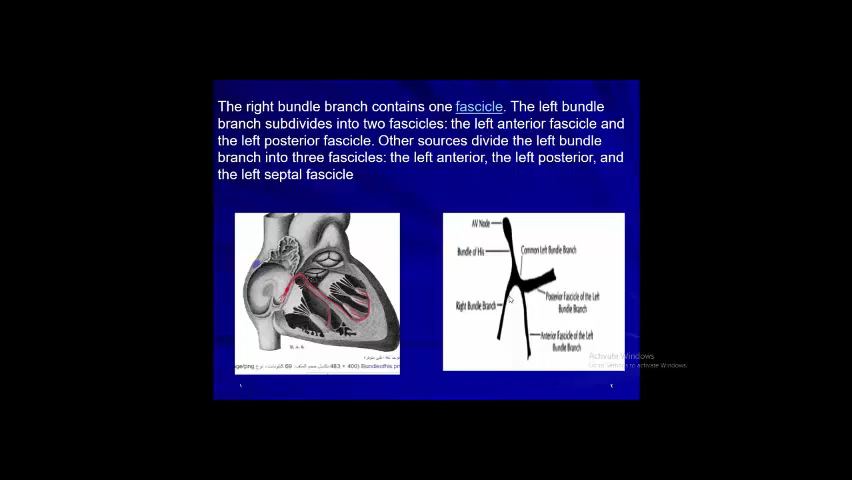 The right bundle branch contains one fascicle. The left bundle
branch subdivides into two fascicles: the left anterior fascicle and
the left posterior fascicle. Other sources divide the left bundle
branch into three fascicles: the left anterior, the left posterior, and
the left septal fascicle
AV Node
Bundle of His
Common Left Bundle Branch
Posterior Fascicle of the Left
Bundle Branch
Right Bundle Branch
Anterior Fascicle of the Left
Bundle Branch
Activate Windows
to activate Windows.